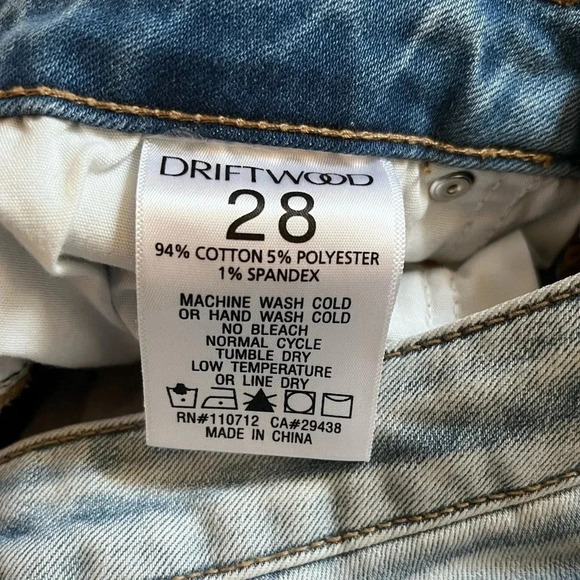 DRIFTWOOD
28
94% COTTON 5% POLYESTER
1% SPANDEX
MACHINE WASH COLD
OR HAND WASH COLD
NO BLEACH
NORMAL CYCLE
TUMBLE DRY
LOW TEMPERATURE
OR LINE DRY
RN#110712 CA#29438
MADE IN CHINA